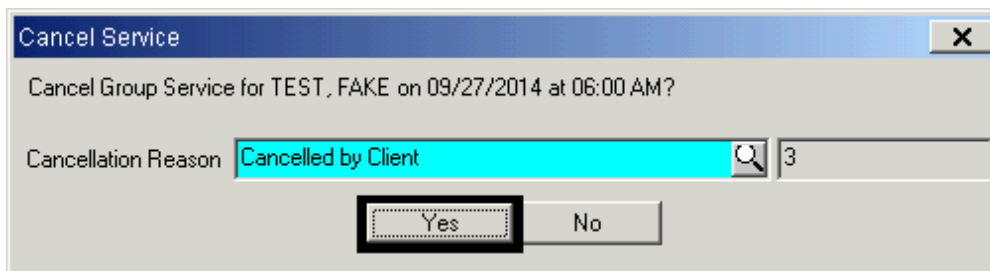 Cancel Service
Cancel Group Service for TEST, FAKE on 09/27/2014 at 06:00 AM?
Cancellation Reason Cancelled by Client 3
Yes No